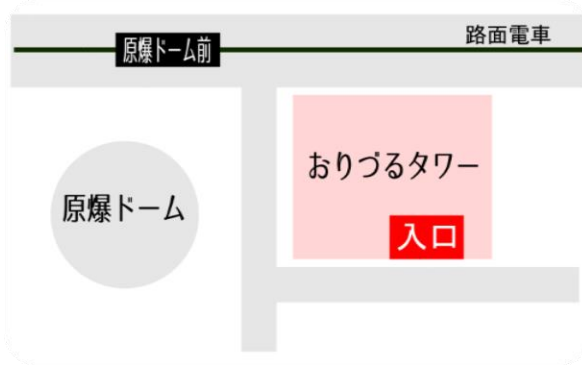 路面電車
原爆ドーム前
おりづるタワー
原爆ドーム
入口